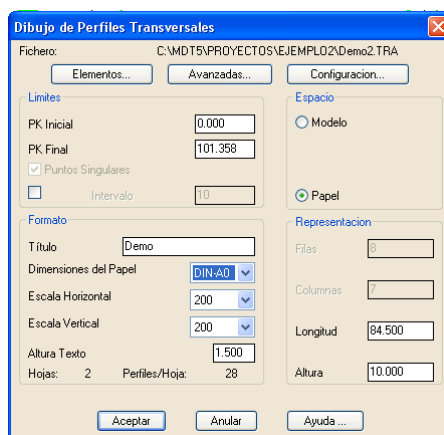 Dibujo de Perfiles Transversales
Fichero: C:\MDT5\PROYECTOS\EJEMPLO2\Demo2.TRA
Elementos... Avanzadas... Configuracion...
Limites
PK Inicial 0.000
PK Final 101.358
Puntos Singulares
Intervalo 10
Espacio
Modelo
Papel
Formato
Título Demo
Dimensiones del Papel DIN-A0
Escala Horizontal 200
Escala Vertical 200
Altura Texto 1.500
Hojas: 2 Perfiles/Hoja: 28
Representacion
Filas 8
Columnas 7
Longitud 84.500
Altura 10.000
Aceptar Anular Ayuda ...